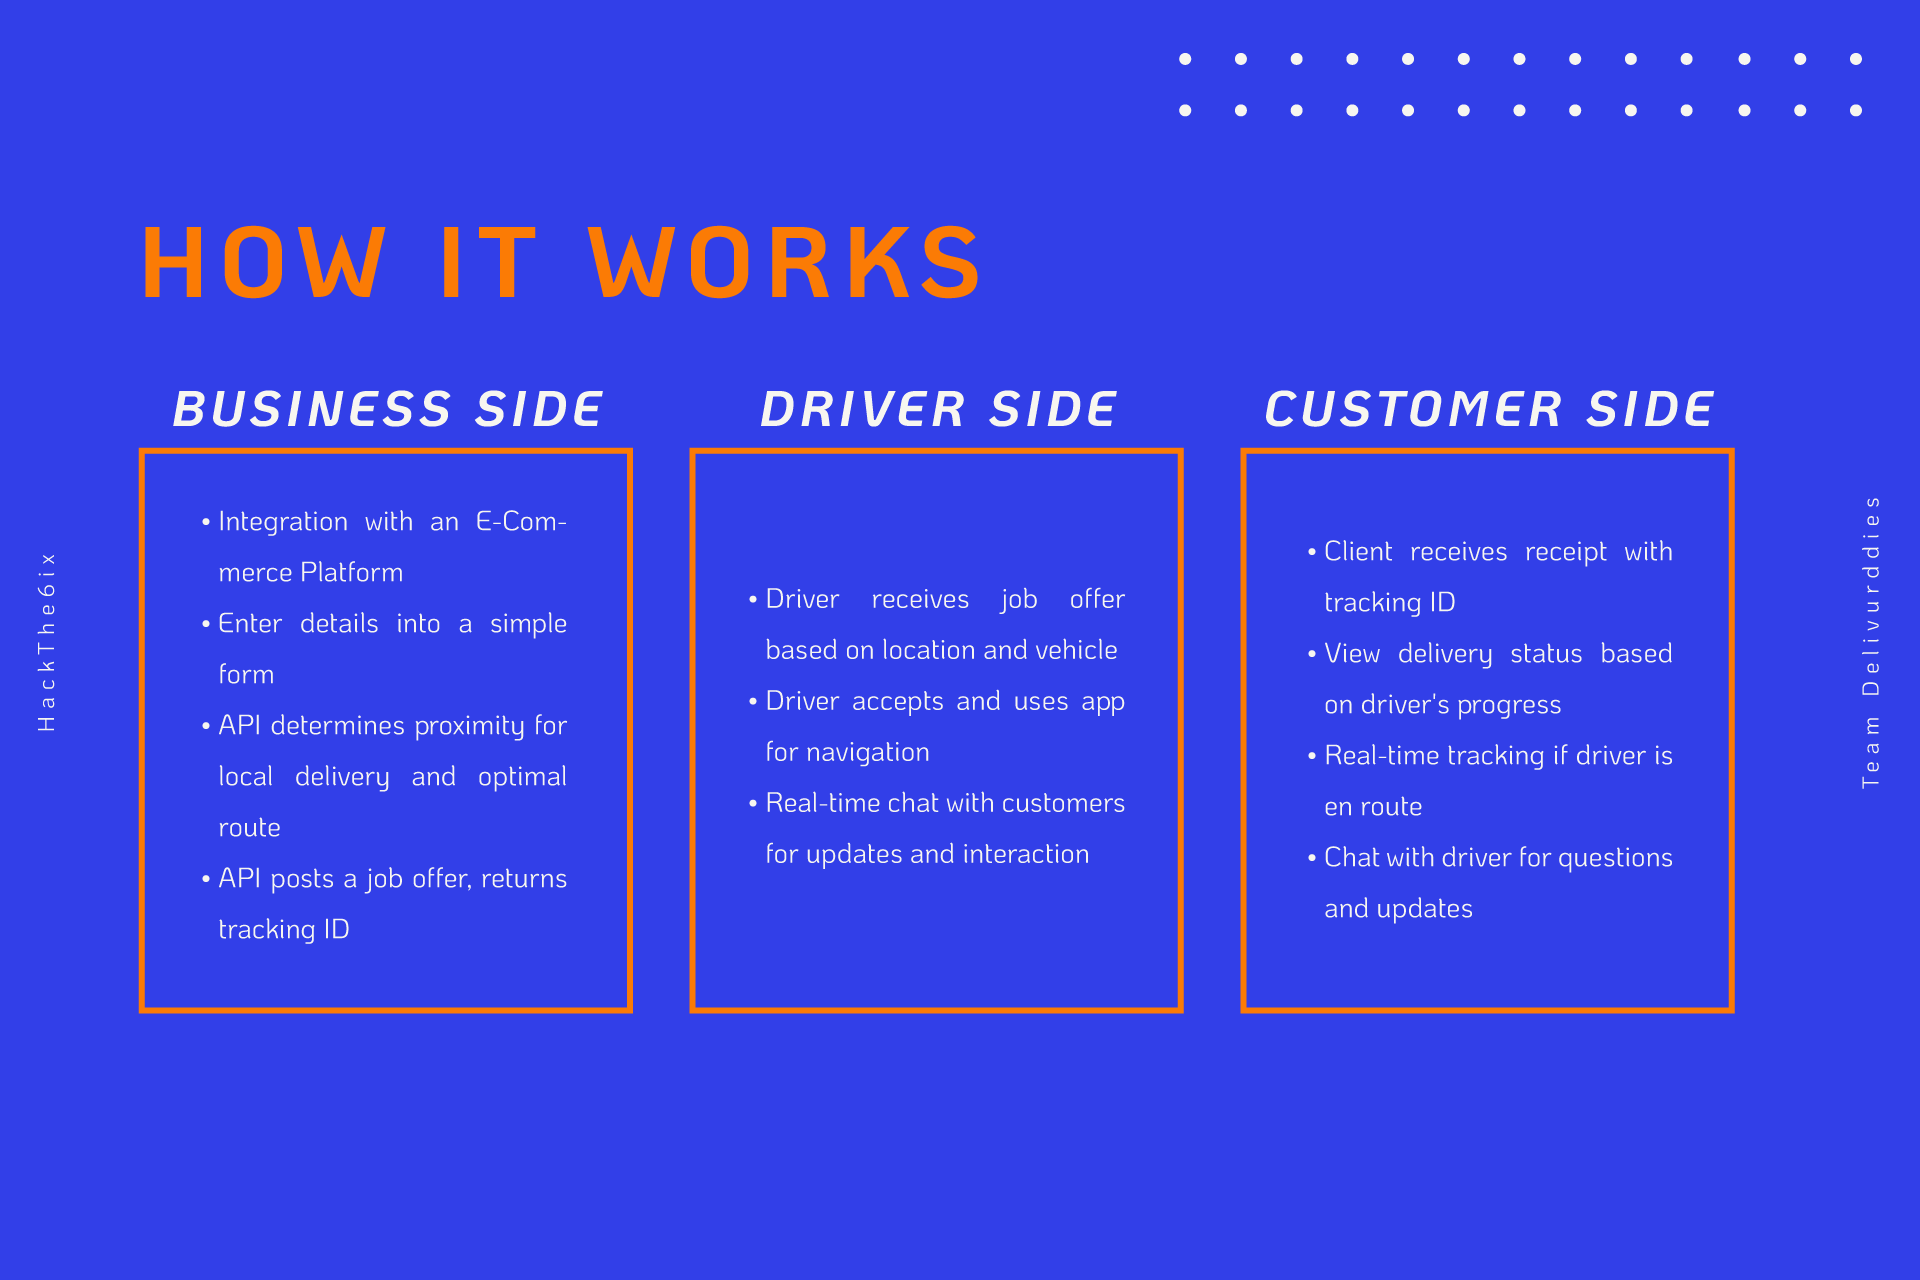 HOW IT WORKS
BUSINESS SIDE
• Integration with an E-Com-
merce Platform
• Enter details into a simple
form
• API determines proximity for
local delivery and optimal
route
• API posts a job offer, returns
tracking ID
DRIVER SIDE
• Driver receives job offer
based on location and vehicle
• Driver accepts and uses app
for navigation
• Real-time chat with customers
for updates and interaction
CUSTOMER SIDE
• Client receives receipt with
tracking ID
• View delivery status based
on driver's progress
• Real-time tracking if driver is
en route
• Chat with driver for questions
and updates
HackThe6ix
Team Delivurddies